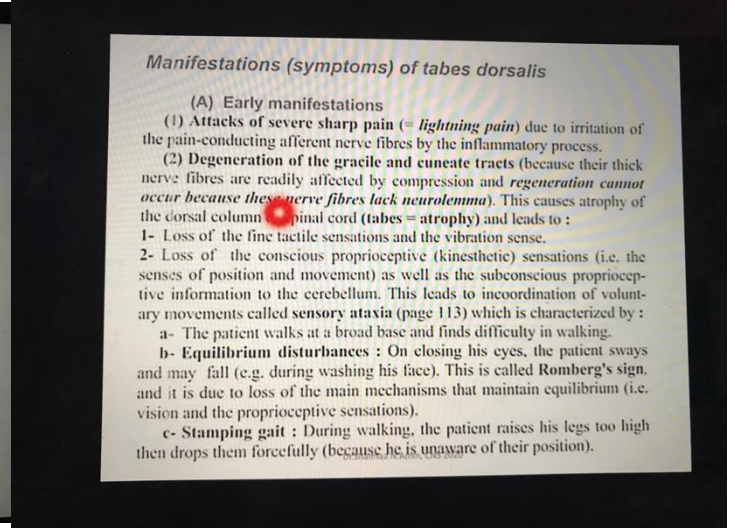 Manifestations (symptoms) of tabes dorsalis
(A) Early manifestations
(1) Attacks of severe sharp pain (= lightning pain) due to irritation of
the pain-conducting afferent nerve fibres by the inflammatory process.
(2) Degeneration of the gracile and cuneate tracts (because their thick
nerve fibres are readily affected by compression and regeneration cannot
occur because these nerve fibres lack neurolemma). This causes atrophy of
the dorsal column pinal cord (tabes = atrophy) and leads to :
1- Loss of the fine tactile sensations and the vibration sense.
2- Loss of the conscious proprioceptive (kinesthetic) sensations (i.e. the
senses of position and movement) as well as the subconscious propriocep-
tive information to the cerebellum. This leads to incoordination of volunt-
ary movements called sensory ataxia (page 113) which is characterized by :
a- The patient walks at a broad base and finds difficulty in walking.
b- Equilibrium disturbances : On closing his eyes, the patient sways
and may fall (e.g. during washing his face). This is called Romberg's sign,
and it is due to loss of the main mechanisms that maintain equilibrium (i.e.
vision and the proprioceptive sensations).
c- Stamping gait : During walking, the patient raises his legs too high
then drops them forcefully (because he is unaware of their position).